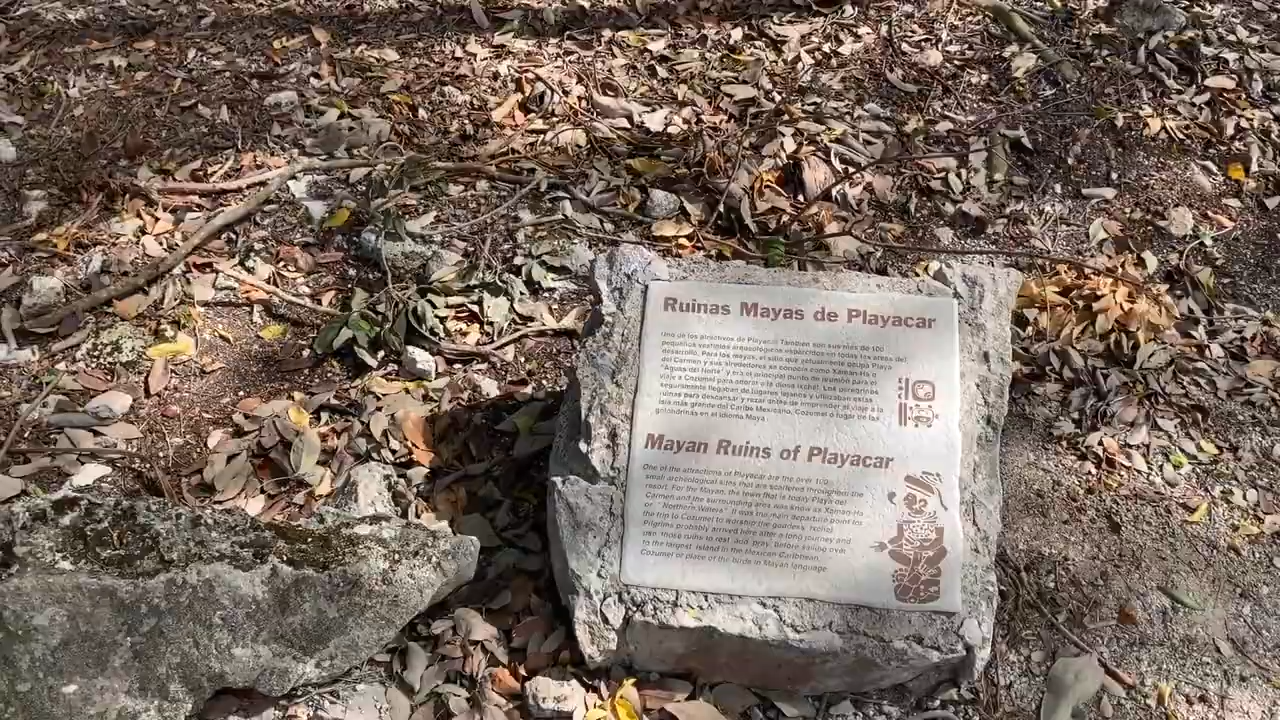 Ruinas Mayas de Playacar
Uno de los atractivos de Playacar Tambien son sus más de 100
pequeños vestigios arqueológicos esparcidos en todas las areas del
desarrollo. Para los mayas, el sitio que actualmente ocupa Playa
del Carmen y sus alrededores se conocía como Xaman-Ha o
"Aguas del Norte" y era el principal punto de reunión para el
viaje a Cozumel para adorar a la diosa Ixchel. Los peregrinos
seguramente llegaban de lugares lejanos y utilizaban estas
ruinas para descansar y rezar antes de emprender el viaje a la
isla más grande del Caribe Mexicano, Cozumel o lugar de las
golondrinas en el idioma Maya.
Mayan Ruins of Playacar
One of the attractions of Playacar are the over 100
small archeological sites that are scattered throughout the
resort. For the Mayan, the town that is today Playa del
Carmen and the surrounding area was know as Xaman-Ha
or "Northern Waters" It was the main departure point for
the trip to Cozumel to worship the goddess Ixchel.
Pilgrims probably arrived here after a long journey and
these ruins to rest and pray before sailing over
to the largest island in the Mexican Caribbean,
Cozumel or place of the birds in Mayan language